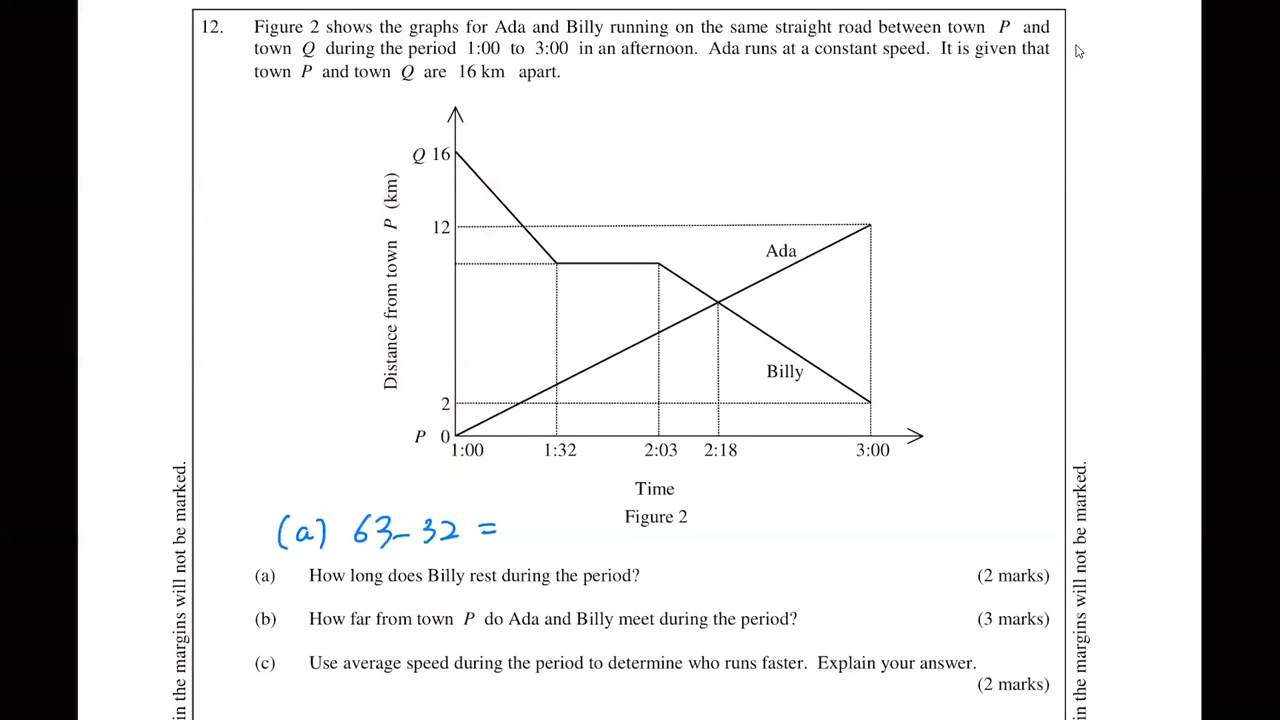 12. Figure 2 shows the graphs for Ada and Billy running on the same straight road between town P and
town Q during the period 1:00 to 3:00 in an afternoon. Ada runs at a constant speed. It is given that
town P and town Q are 16 km apart.
Distance from town P (km)
Q 16
12
Ada
Billy
2
P 0
1:00 1:32 2:03 2:18 3:00
Time
Figure 2
(a) 63-32 =
(a) How long does Billy rest during the period? (2 marks)
(b) How far from town P do Ada and Billy meet during the period? (3 marks)
(c) Use average speed during the period to determine who runs faster. Explain your answer.
(2 marks)
in the margins will not be marked.
in the margins will not be marked.